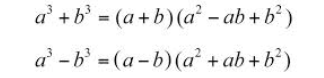 a³ + b³ = (a + b)(a² − ab + b²)
a³ − b³ = (a − b)(a² + ab + b²)